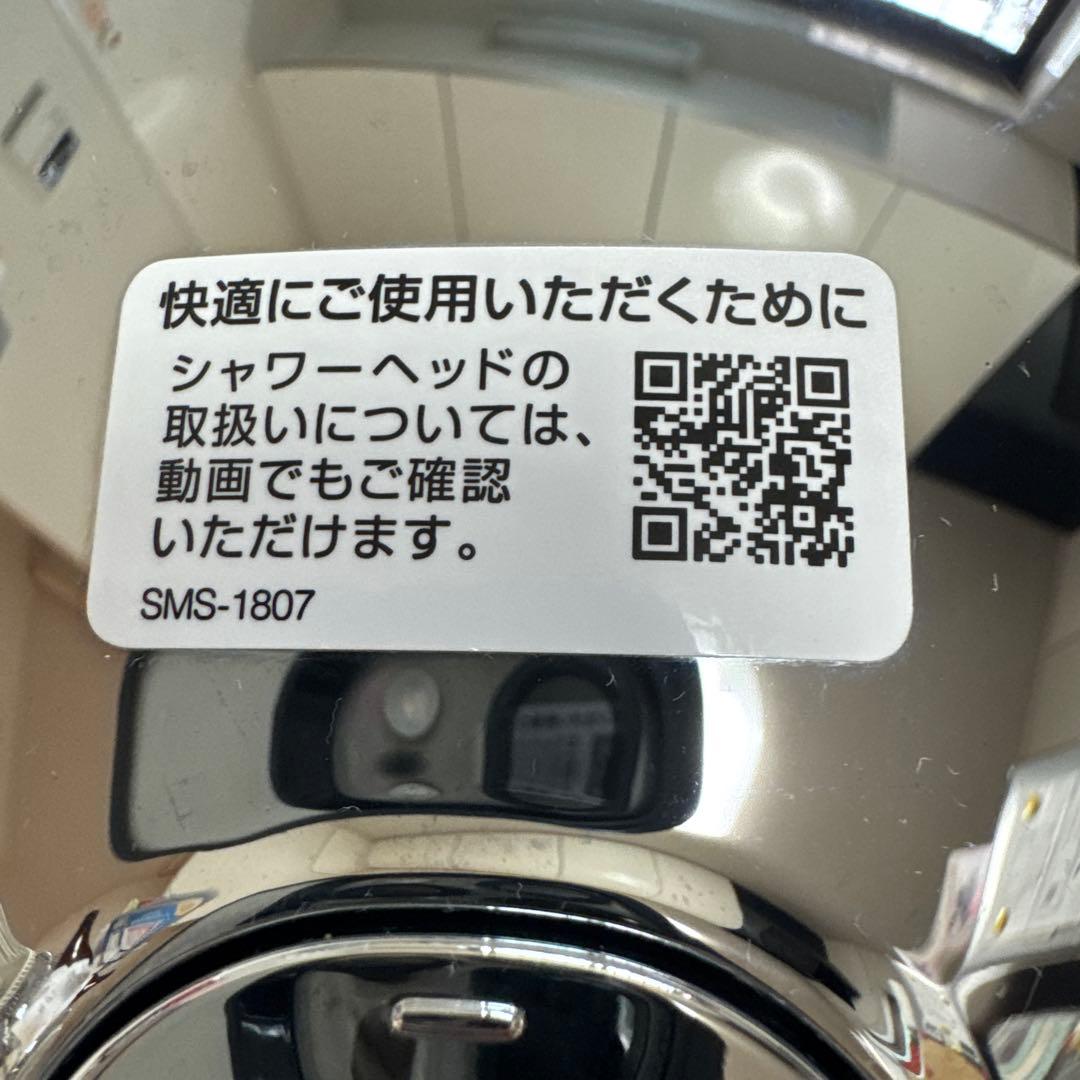 快適にご使用いただくために
シャワーヘッドの
取扱いについては、
動画でもご確認
いただけます。
SMS-1807